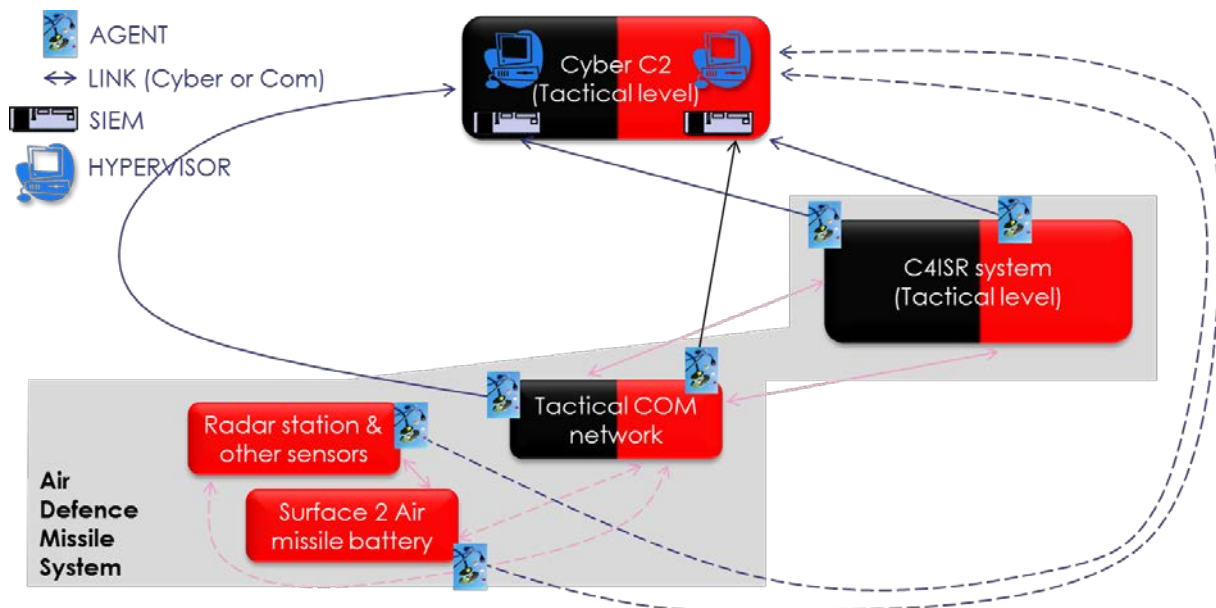 AGENT
LINK (Cyber or Com)
SIEM
HYPERVISOR
Cyber C2
(Tactical level)
C4ISR system
(Tactical level)
Tactical COM
network
Radar station &
other sensors
Surface 2 Air
missile battery
Air
Defence
Missile
System